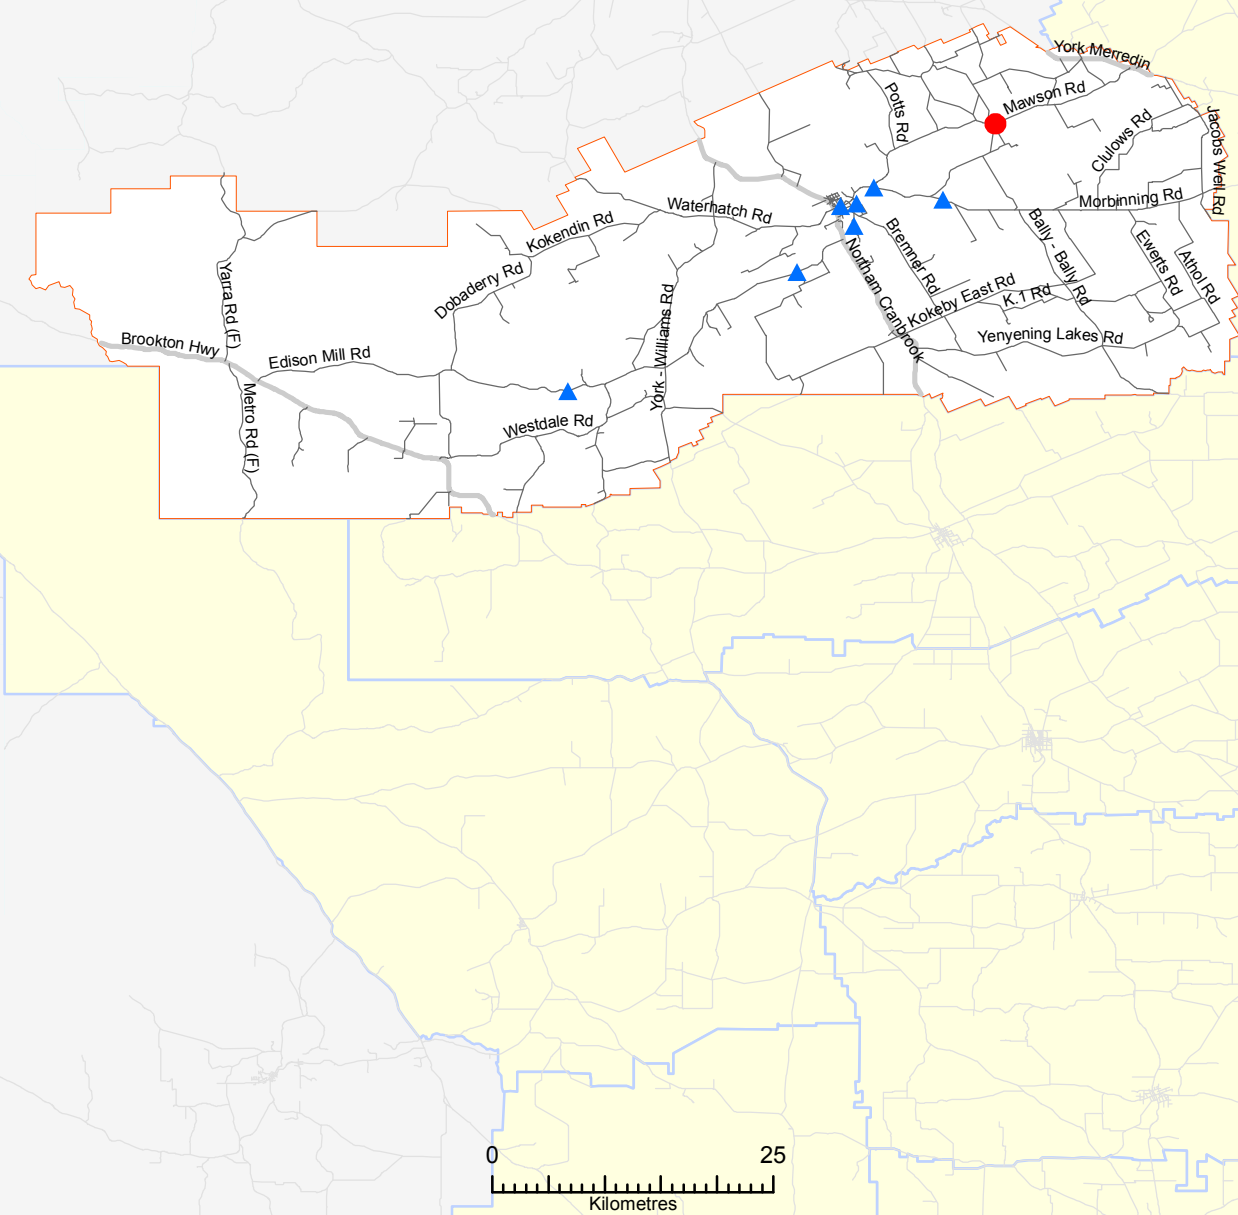 York Merredin
Potts Rd
Mawson Rd
Clulows Rd
Jacobs Well Rd
Waterhatch Rd
Morbinning Rd
Kokendin Rd
Bremner Rd
Bally - Bally Rd
Ewerts Rd
Athol Rd
Yarra Rd (F)
Dobaderry Rd
York - Williams Rd
Northam Cranbrook
Kokeby East Rd
K.1 Rd
Brookton Hwy
Edison Mill Rd
Yenyening Lakes Rd
Metro Rd (F)
Westdale Rd
0
25
Kilometres